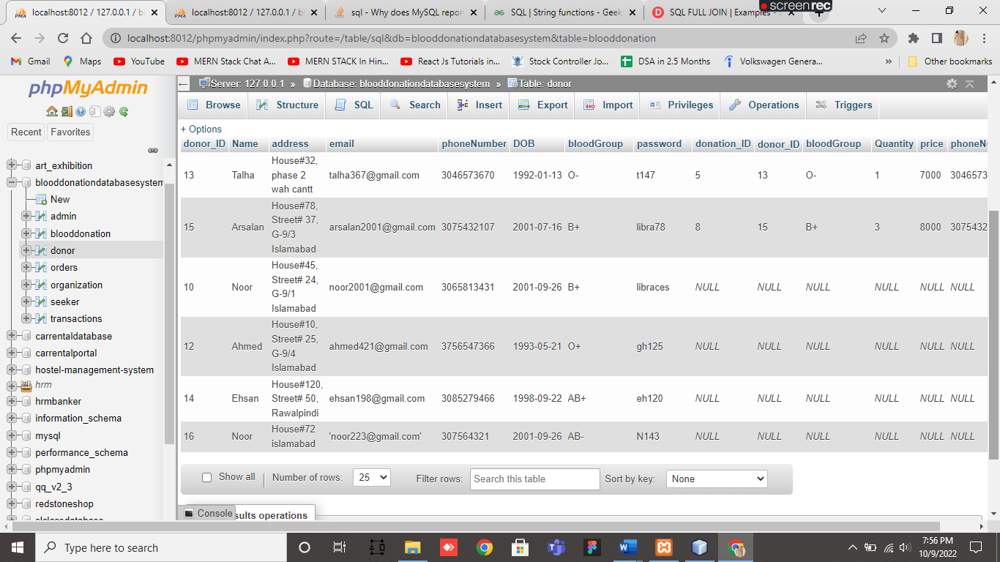 localhost:8012 / 127.0.0.1 / bl
localhost:8012 / 127.0.0.1 / bl
sql - Why does MySQL repor
SQL | String functions - Geek
SQL FULL JOIN | Examples -
screenrec
localhost:8012/phpmyadmin/index.php?route=/table/sql&db=blooddonationdatabasesystem&table=blooddonation
Gmail Maps YouTube MERN Stack Chat A... MERN STACK In Hin... React Js Tutorials in... Stock Controller Jo... DSA in 2.5 Months Volkswagen Genera... » Other bookmarks
phpMyAdmin
Recent Favorites
art_exhibition
blooddonationdatabasesystem
New
admin
blooddonation
donor
orders
organization
seeker
transactions
carrentaldatabase
carrentalportal
hostel-management-system
hrm
hrmbanker
information_schema
mysql
performance_schema
phpmyadmin
qq_v2_3
redstoneshop
Server: 127.0.0.1 » Database: blooddonationdatabasesystem » Table: donor
Browse Structure SQL Search Insert Export Import Privileges Operations Triggers
+ Options
donor_ID Name address email phoneNumber DOB bloodGroup password donation_ID donor_ID bloodGroup Quantity price phoneNu
House#32,
13 Talha phase 2 talha367@gmail.com 3046573670 1992-01-13 O- t147 5 13 O- 1 7000 3046573
wah cantt
House#78,
Street# 37,
15 Arsalan G-9/3 arsalan2001@gmail.com 3075432107 2001-07-16 B+ libra78 8 15 B+ 3 8000 3075432
Islamabad
House#45,
Street# 24,
10 Noor G-9/1 noor2001@gmail.com 3065813431 2001-09-26 B+ libraces NULL NULL NULL NULL NULL NULL
Islamabad
House#10,
Street# 25,
12 Ahmed G-9/4 ahmed421@gmail.com 3756547366 1993-05-21 O+ gh125 NULL NULL NULL NULL NULL NULL
Islamabad
House#120,
14 Ehsan Street# 50, ehsan198@gmail.com 3085279466 1998-09-22 AB+ eh120 NULL NULL NULL NULL NULL NULL
Rawalpindi
16 Noor House#72 'noor223@gmail.com' 307564321 2001-09-26 AB- N143 NULL NULL NULL NULL NULL NULL
islamabad
Show all Number of rows: 25 Filter rows: Search this table Sort by key: None
Console sults operations
Type here to search
7:56 PM
10/9/2022